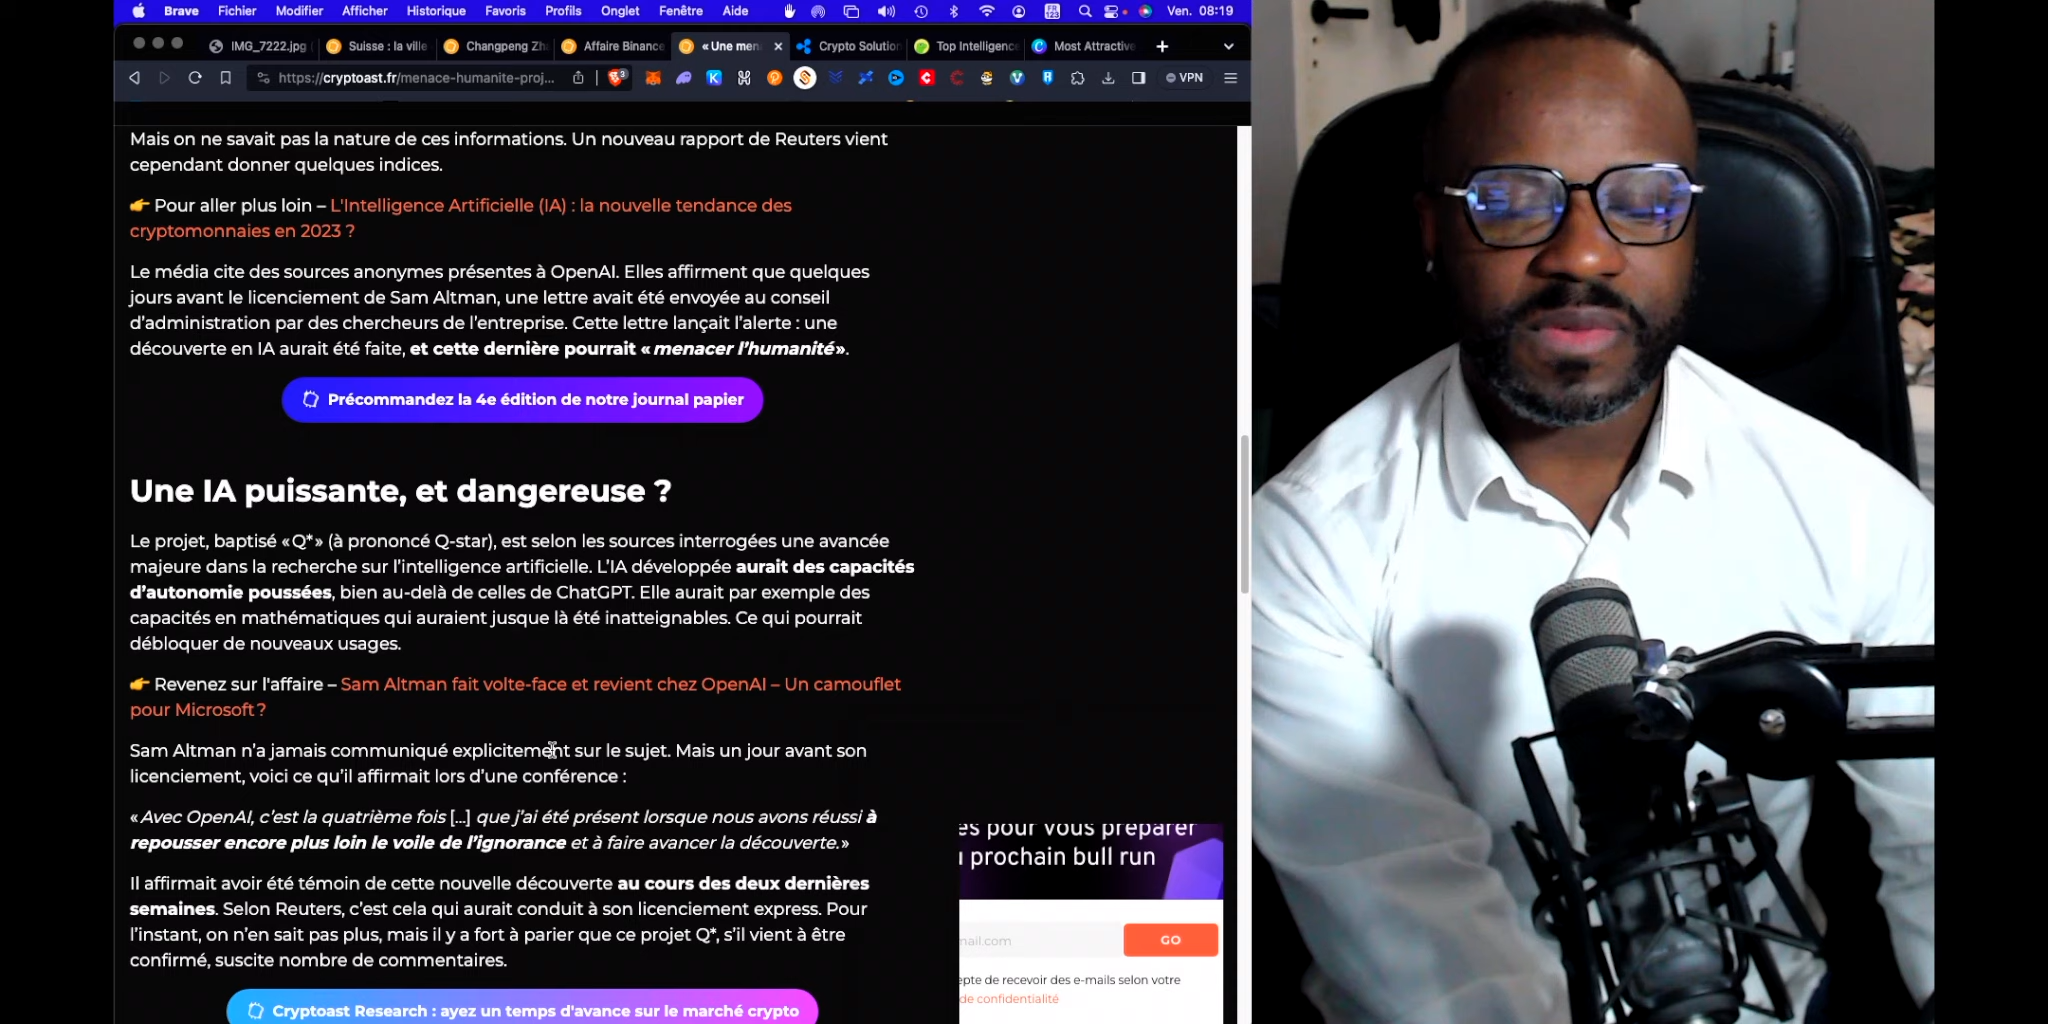 Brave Fichier Modifier Afficher Historique Favoris Profils Onglet Fenêtre Aide FR 123 Ven. 08:19
IMG_7222.jpg Suisse : la ville Changpeng Zh Affaire Binance « Une men Crypto Solution Top Intelligenc Most Attractive
https://cryptoast.fr/menace-humanite-proj... 3 VPN
Mais on ne savait pas la nature de ces informations. Un nouveau rapport de Reuters vient
cependant donner quelques indices.
Pour aller plus loin – L'Intelligence Artificielle (IA) : la nouvelle tendance des
cryptomonnaies en 2023 ?
Le média cite des sources anonymes présentes à OpenAI. Elles affirment que quelques
jours avant le licenciement de Sam Altman, une lettre avait été envoyée au conseil
d'administration par des chercheurs de l'entreprise. Cette lettre lançait l'alerte : une
découverte en IA aurait été faite, et cette dernière pourrait « menacer l'humanité ».
Précommandez la 4e édition de notre journal papier
Une IA puissante, et dangereuse ?
Le projet, baptisé « Q* » (à prononcé Q-star), est selon les sources interrogées une avancée
majeure dans la recherche sur l'intelligence artificielle. L'IA développée aurait des capacités
d'autonomie poussées, bien au-delà de celles de ChatGPT. Elle aurait par exemple des
capacités en mathématiques qui auraient jusque là été inatteignables. Ce qui pourrait
débloquer de nouveaux usages.
Revenez sur l'affaire – Sam Altman fait volte-face et revient chez OpenAI – Un camouflet
pour Microsoft ?
Sam Altman n'a jamais communiqué explicitement sur le sujet. Mais un jour avant son
licenciement, voici ce qu'il affirmait lors d'une conférence :
« Avec OpenAI, c'est la quatrième fois [...] que j'ai été présent lorsque nous avons réussi à
repousser encore plus loin le voile de l'ignorance et à faire avancer la découverte. »
Il affirmait avoir été témoin de cette nouvelle découverte au cours des deux dernières
semaines. Selon Reuters, c'est cela qui aurait conduit à son licenciement express. Pour
l'instant, on n'en sait pas plus, mais il y a fort à parier que ce projet Q*, s'il vient à être
confirmé, suscite nombre de commentaires.
Cryptoast Research : ayez un temps d'avance sur le marché crypto
es pour vous préparer
u prochain bull run
mail.com GO
epte de recevoir des e-mails selon votre
de confidentialité